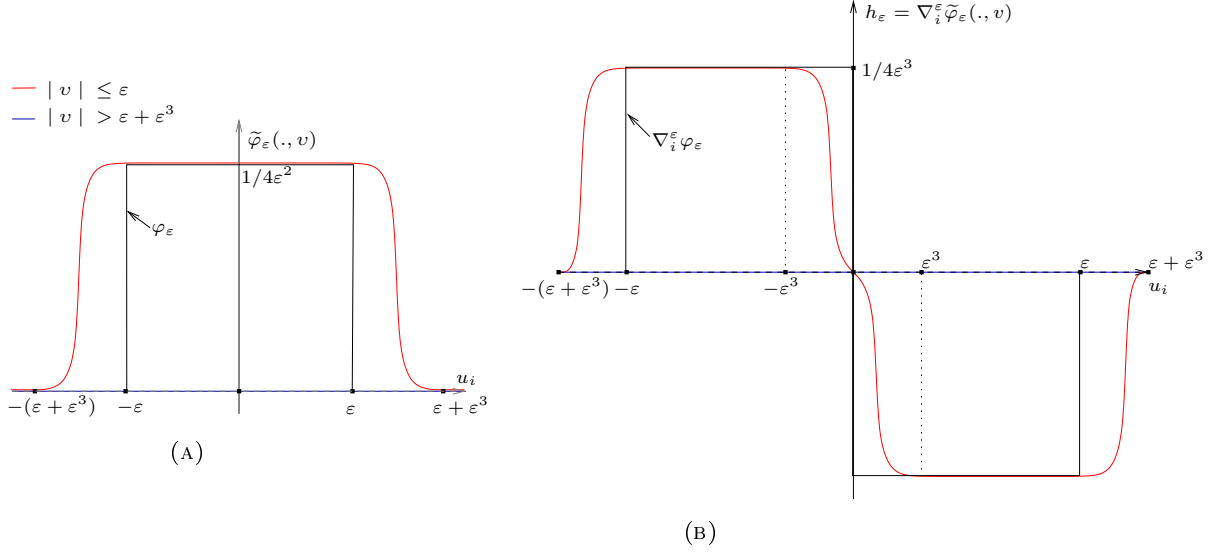 | v | ≤ ε
| v | > ε + ε³
φ̃_ε(., v)
1/4ε²
φ_ε
u_i
−(ε + ε³)
−ε
ε
ε + ε³
(A)
h_ε = ∇_i^ε φ̃_ε(., v)
1/4ε³
∇_i^ε φ_ε
ε³
ε
ε + ε³
−(ε + ε³)
−ε
−ε³
u_i
(B)